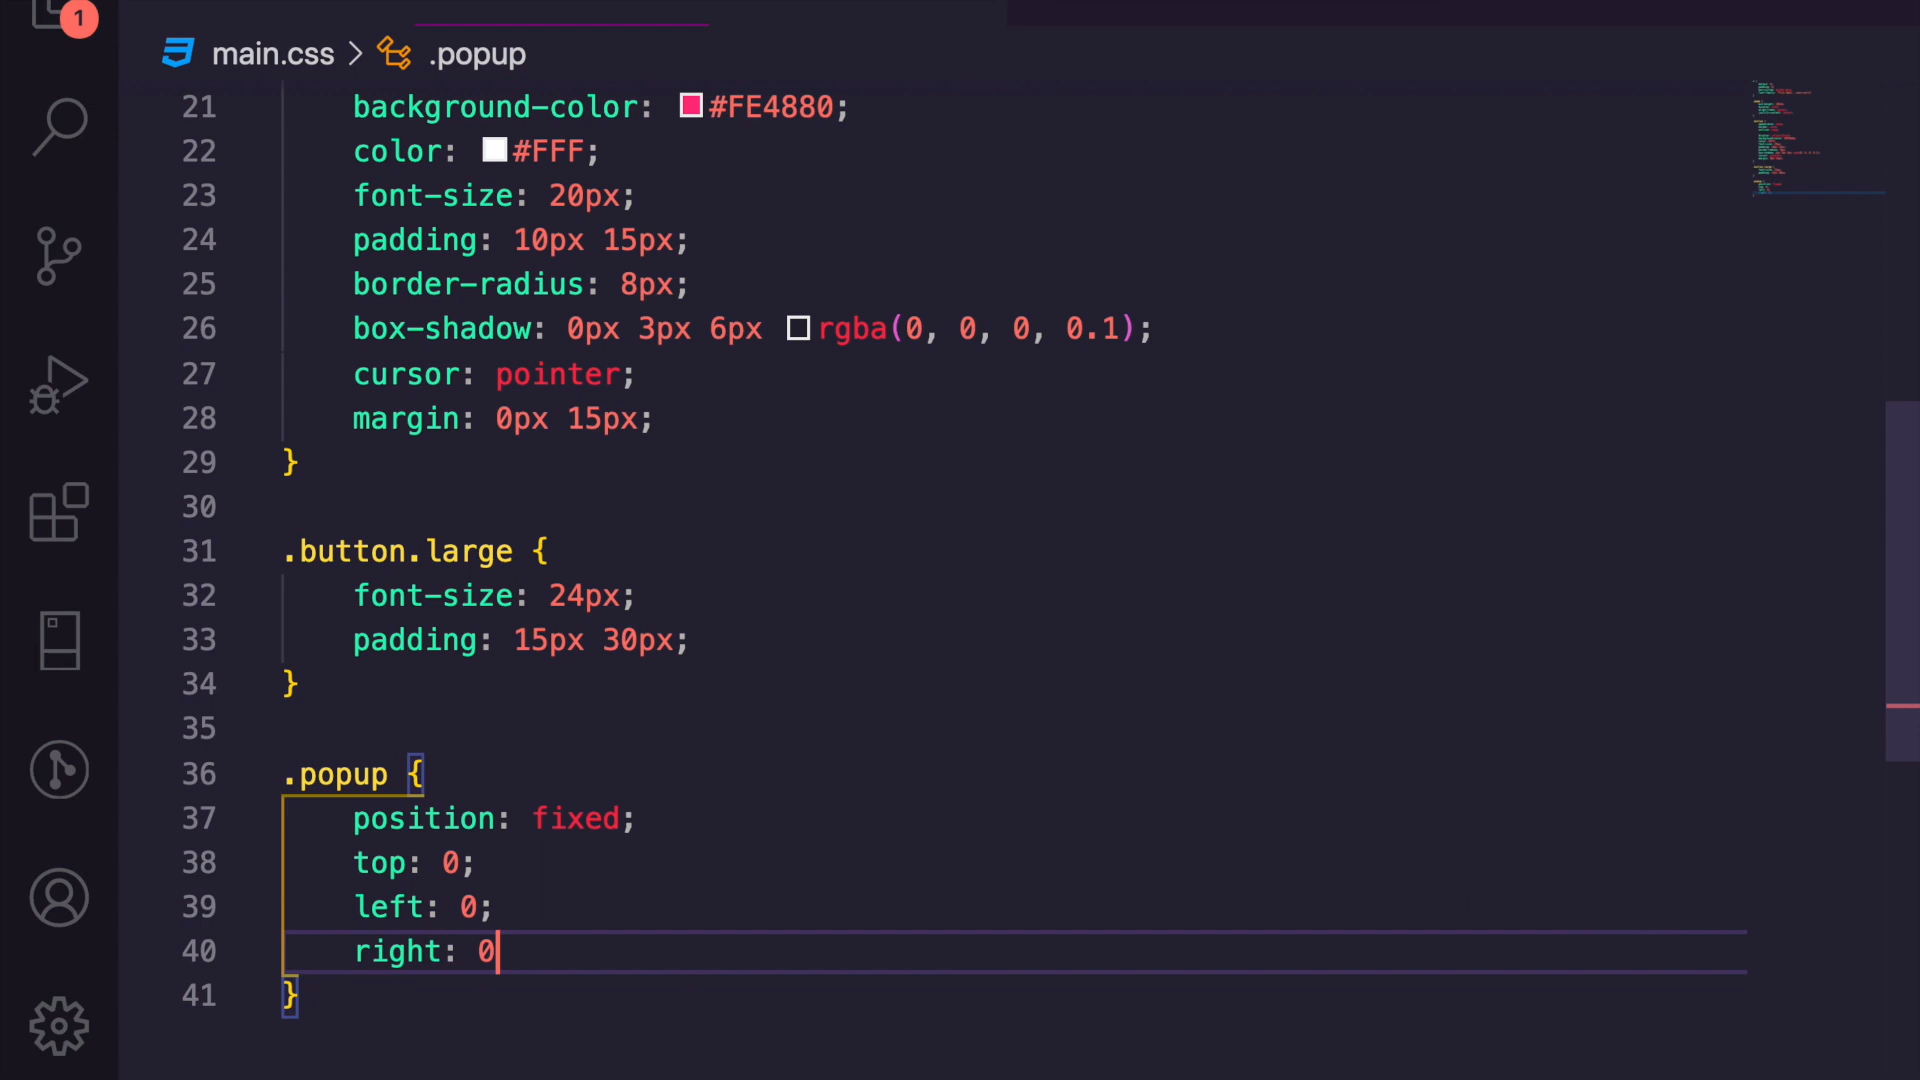 1
main.css > .popup
21 background-color: #FE4880;
22 color: #FFF;
23 font-size: 20px;
24 padding: 10px 15px;
25 border-radius: 8px;
26 box-shadow: 0px 3px 6px rgba(0, 0, 0, 0.1);
27 cursor: pointer;
28 margin: 0px 15px;
29 }
30
31 .button.large {
32 font-size: 24px;
33 padding: 15px 30px;
34 }
35
36 .popup {
37 position: fixed;
38 top: 0;
39 left: 0;
40 right: 0
41 }